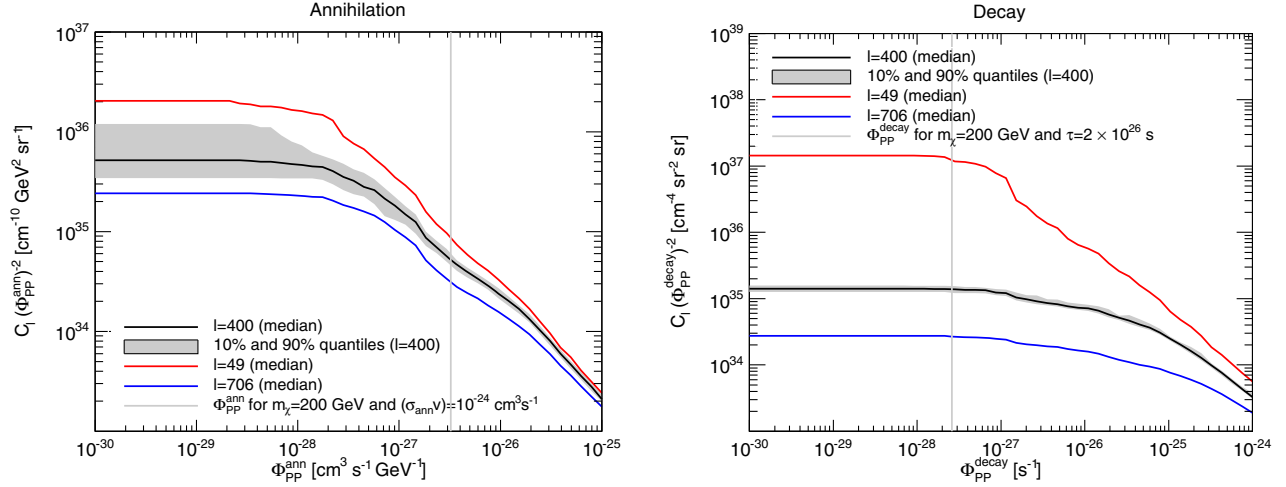 Annihilation
10^37
10^36
10^35
10^34
C_l (Φ_PP^ann)^-2 [cm^-10 GeV^2 sr^-1]
l=400 (median)
10% and 90% quantiles (l=400)
l=49 (median)
l=706 (median)
Φ_PP^ann for m_χ=200 GeV and (σ_ann v)=10^-24 cm^3s^-1
10^-30 10^-29 10^-28 10^-27 10^-26 10^-25
Φ_PP^ann [cm^3 s^-1 GeV^-1]
Decay
10^39
10^38
10^37
10^36
10^35
10^34
C_l (Φ_PP^decay)^-2 [cm^-4 sr^-2 sr]
l=400 (median)
10% and 90% quantiles (l=400)
l=49 (median)
l=706 (median)
Φ_PP^decay for m_χ=200 GeV and τ=2 × 10^26 s
10^-30 10^-29 10^-28 10^-27 10^-26 10^-25 10^-24
Φ_PP^decay [s^-1]